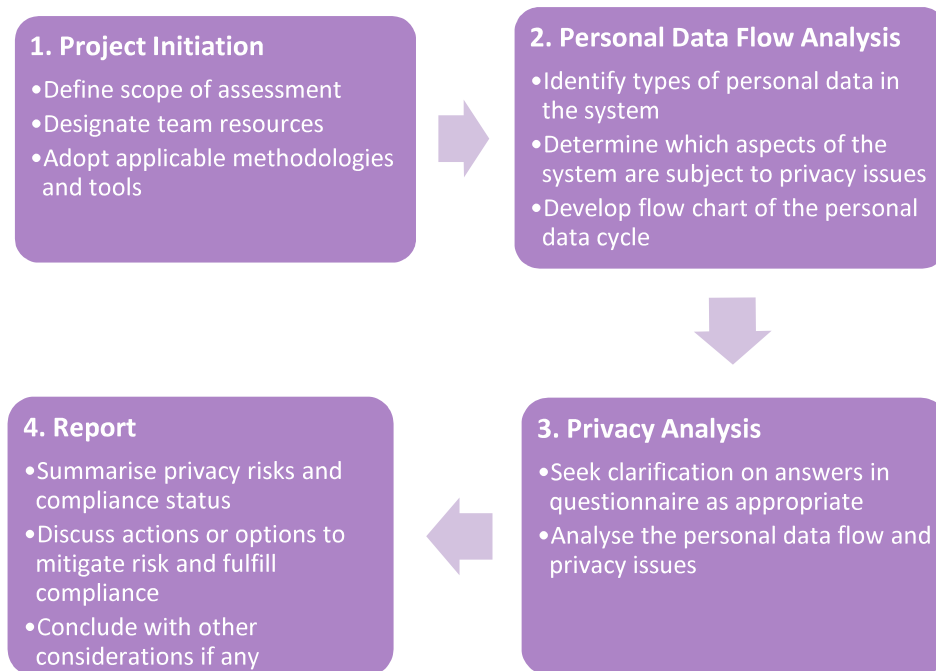 1. Project Initiation
•Define scope of assessment
•Designate team resources
•Adopt applicable methodologies
and tools
2. Personal Data Flow Analysis
•Identify types of personal data in
the system
•Determine which aspects of the
system are subject to privacy issues
•Develop flow chart of the personal
data cycle
3. Privacy Analysis
•Seek clarification on answers in
questionnaire as appropriate
•Analyse the personal data flow and
privacy issues
4. Report
•Summarise privacy risks and
compliance status
•Discuss actions or options to
mitigate risk and fulfill
compliance
•Conclude with other
considerations if any